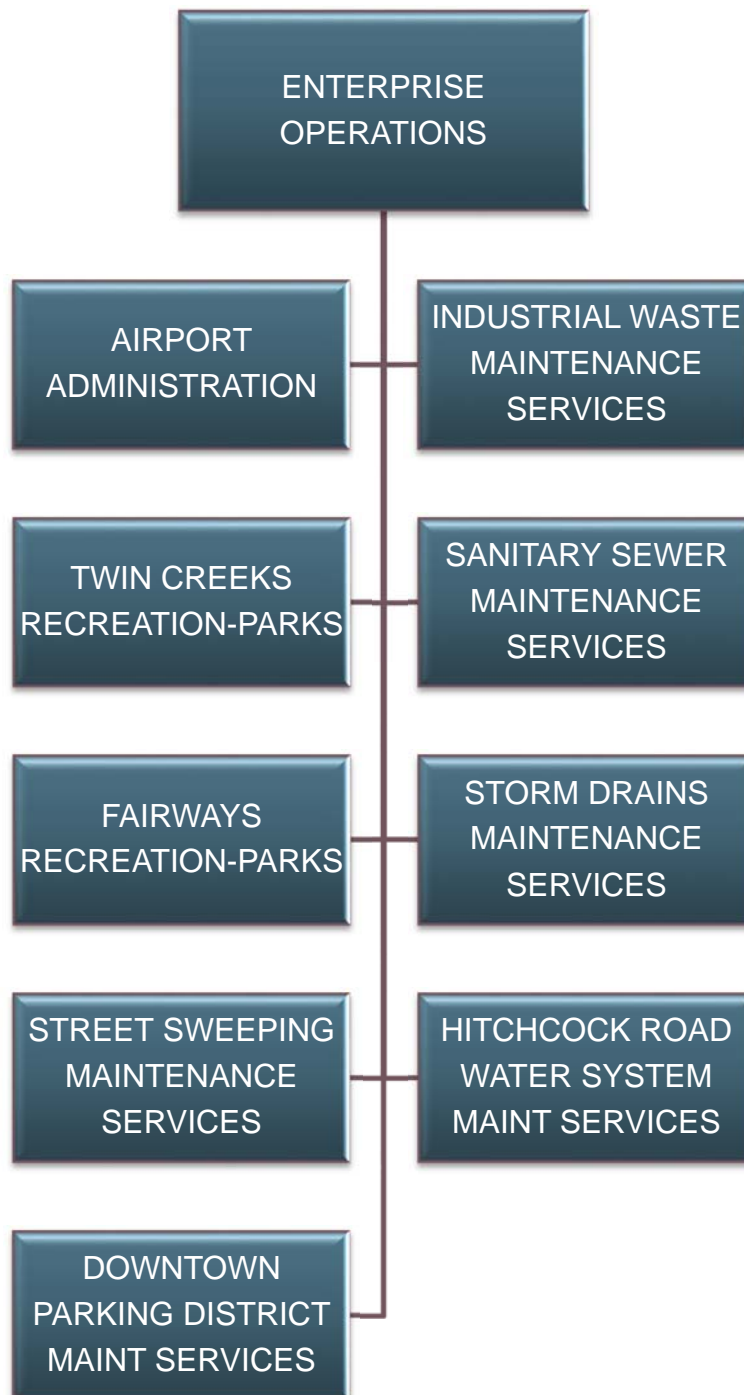 ENTERPRISE
OPERATIONS
AIRPORT
ADMINISTRATION
INDUSTRIAL WASTE
MAINTENANCE
SERVICES
TWIN CREEKS
RECREATION-PARKS
SANITARY SEWER
MAINTENANCE
SERVICES
FAIRWAYS
RECREATION-PARKS
STORM DRAINS
MAINTENANCE
SERVICES
STREET SWEEPING
MAINTENANCE
SERVICES
HITCHCOCK ROAD
WATER SYSTEM
MAINT SERVICES
DOWNTOWN
PARKING DISTRICT
MAINT SERVICES